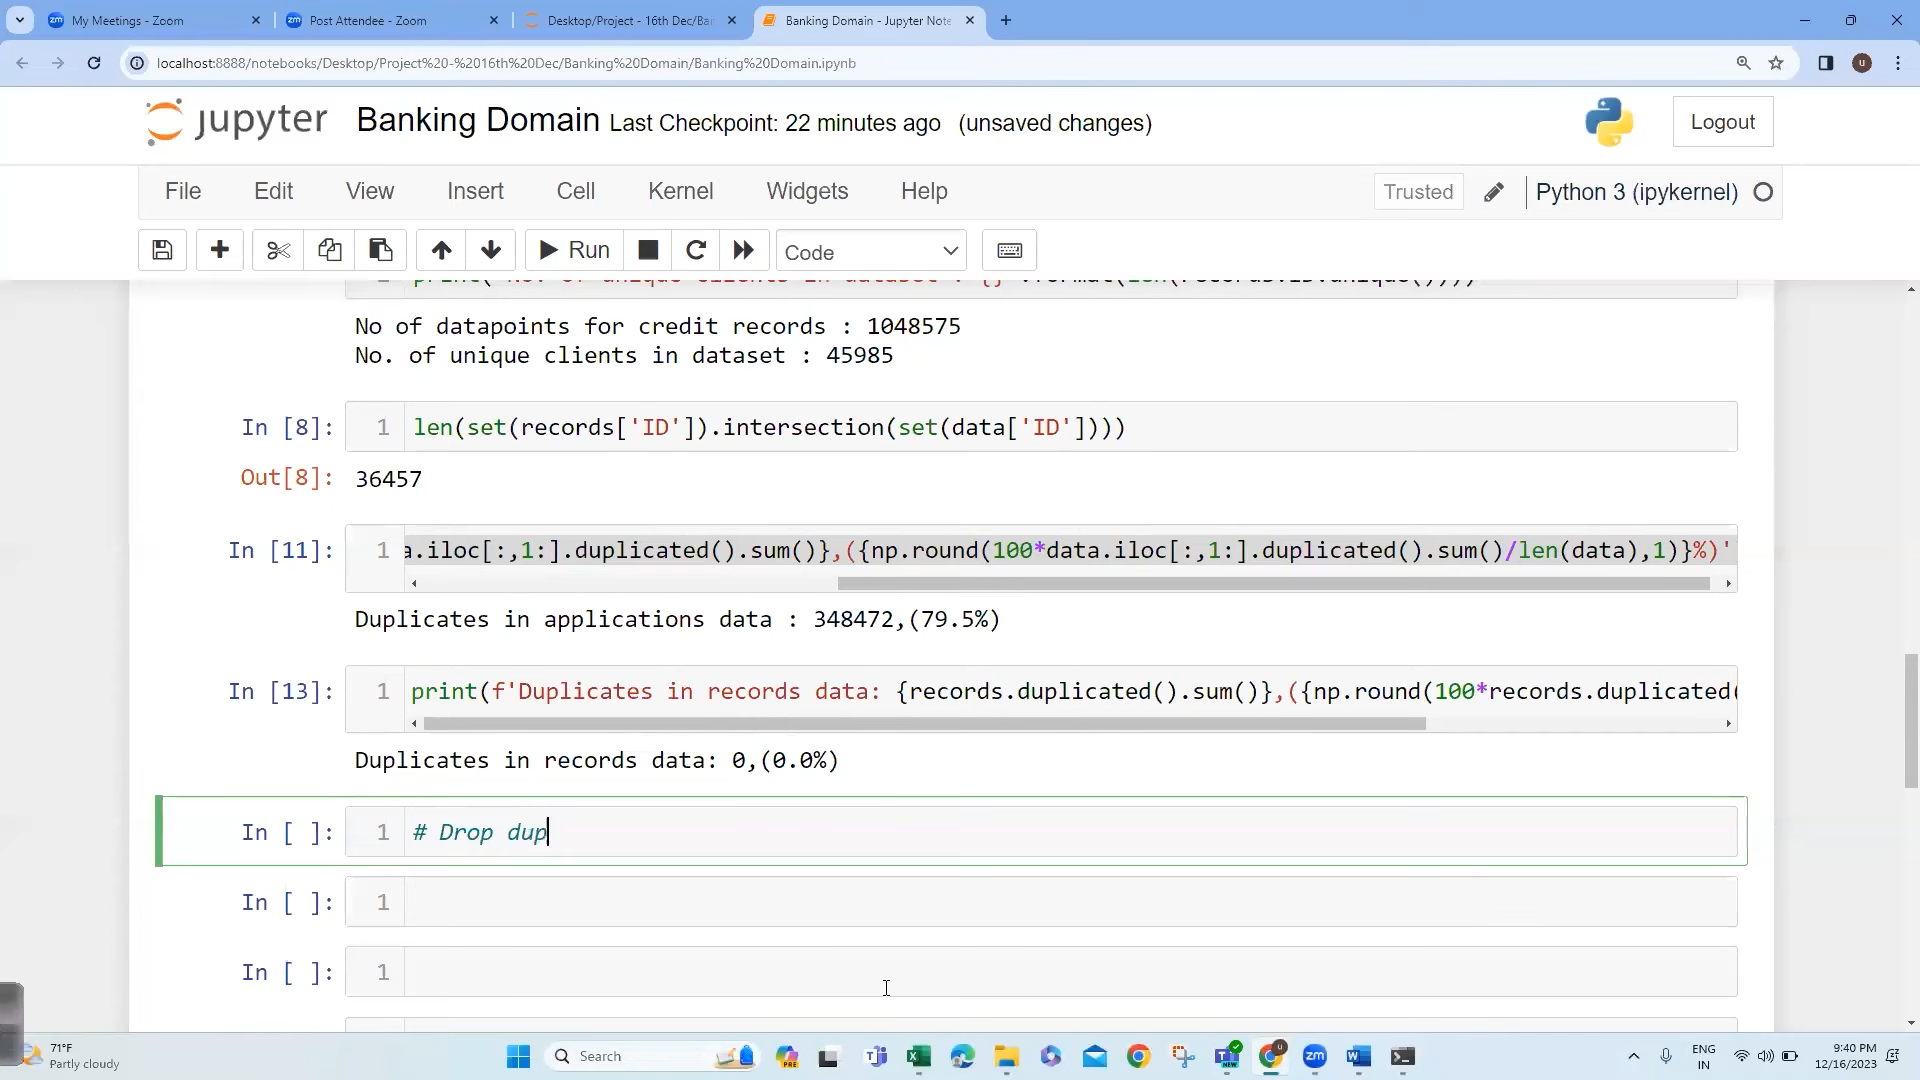 My Meetings - Zoom
Post Attendee - Zoom
Desktop/Project - 16th Dec/Ban
Banking Domain - Jupyter Note
localhost:8888/notebooks/Desktop/Project%20-%2016th%20Dec/Banking%20Domain/Banking%20Domain.ipynb
jupyter
Banking Domain Last Checkpoint: 22 minutes ago (unsaved changes)
Logout
File Edit View Insert Cell Kernel Widgets Help
Trusted
Python 3 (ipykernel)
Run
Code
No of datapoints for credit records : 1048575
No. of unique clients in dataset : 45985
In [8]: 1 len(set(records['ID']).intersection(set(data['ID'])))
Out[8]: 36457
In [11]: 1 a.iloc[:,1:].duplicated().sum()},({np.round(100*data.iloc[:,1:].duplicated().sum()/len(data),1)}%)'
Duplicates in applications data : 348472,(79.5%)
In [13]: 1 print(f'Duplicates in records data: {records.duplicated().sum()},({np.round(100*records.duplicated(
Duplicates in records data: 0,(0.0%)
In [ ]: 1 # Drop dup
In [ ]: 1
In [ ]: 1
71°F
Partly cloudy
Search
PRE
NEW
zm
ENG
IN
9:40 PM
12/16/2023